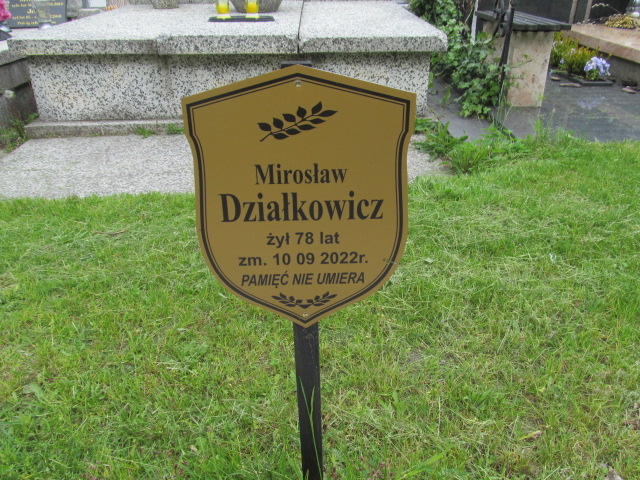 Mirosław
Działkowicz
żył 78 lat
zm. 10 09 2022r.
PAMIĘĆ NIE UMIERA